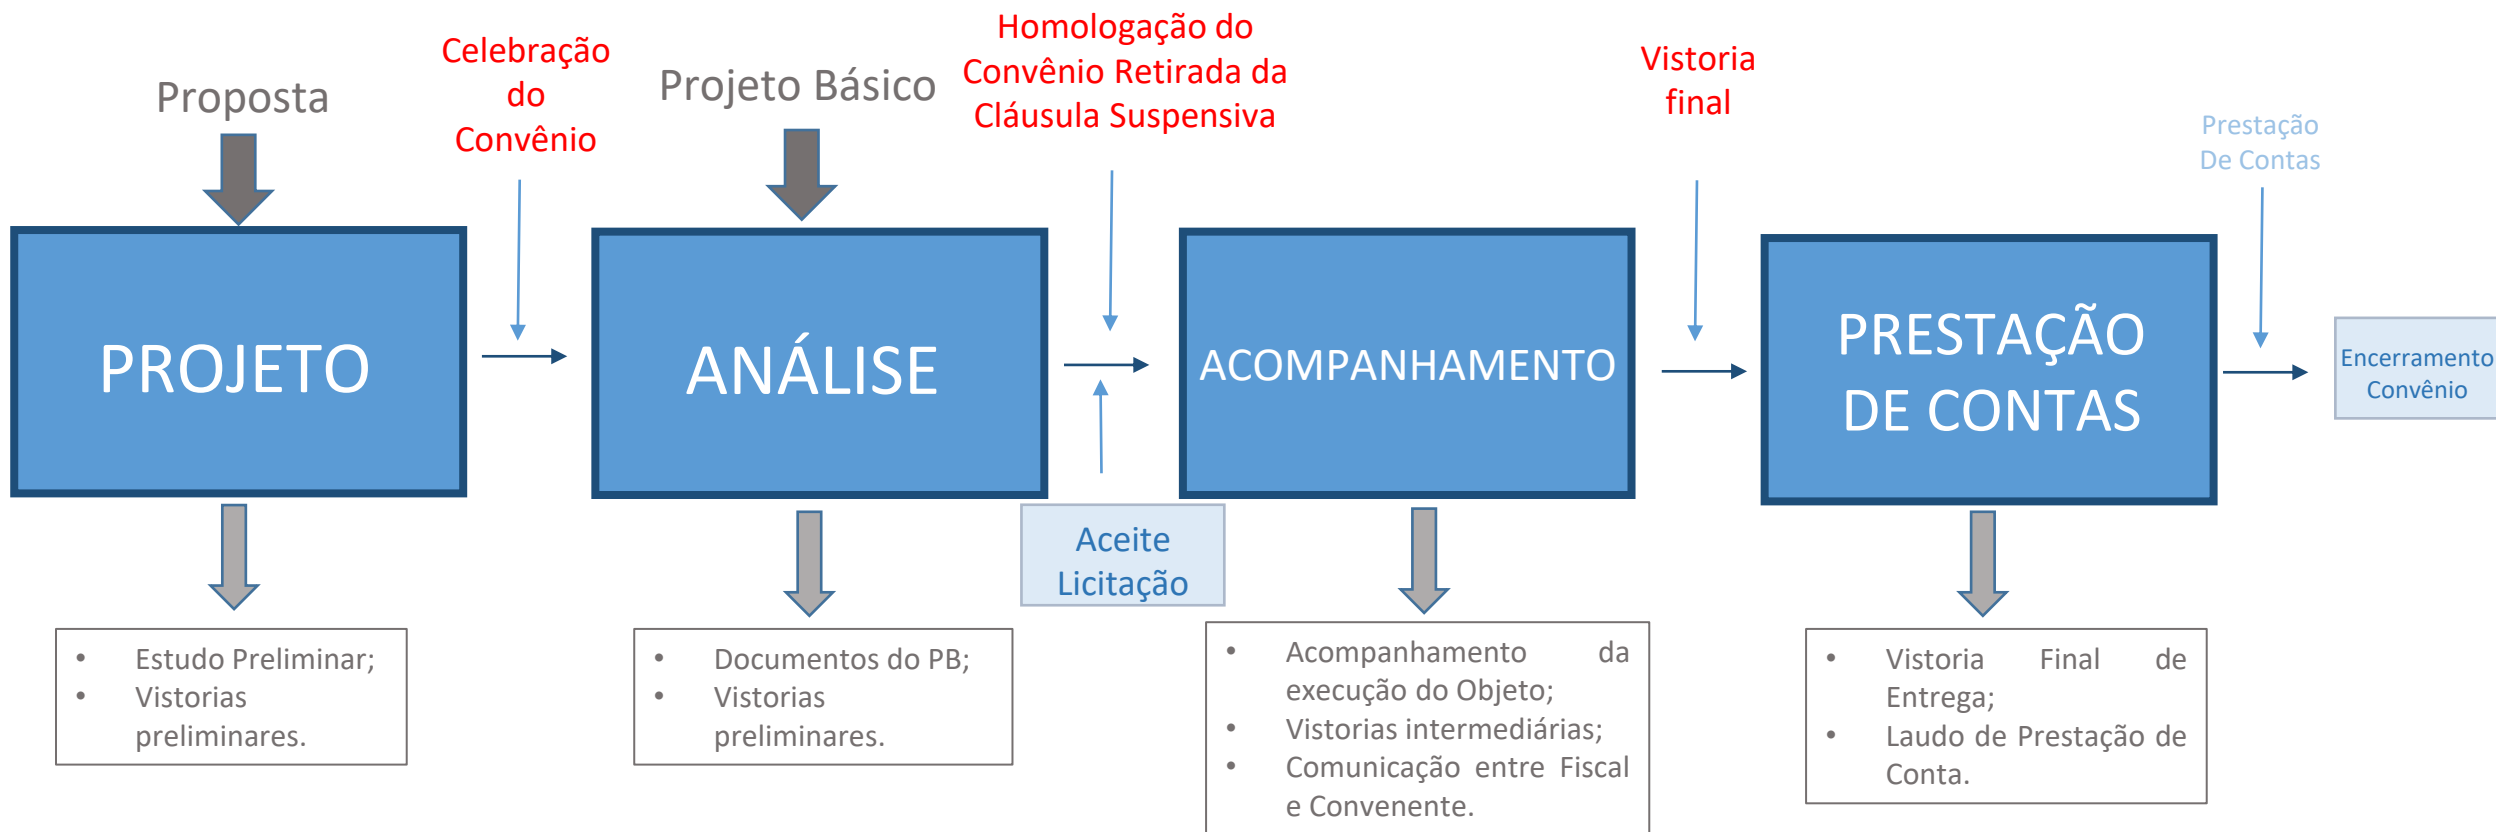 Proposta
Celebração
do
Convênio
Projeto Básico
Homologação do
Convênio Retirada da
Cláusula Suspensiva
Vistoria
final
Prestação
De Contas
PROJETO
ANÁLISE
ACOMPANHAMENTO
PRESTAÇÃO
DE CONTAS
Encerramento
Convênio
Aceite
Licitação
• Estudo Preliminar;
• Vistorias
preliminares.
• Documentos do PB;
• Vistorias
preliminares.
• Acompanhamento da
execução do Objeto;
• Vistorias intermediárias;
• Comunicação entre Fiscal
e Convenente.
• Vistoria Final de
Entrega;
• Laudo de Prestação de
Conta.